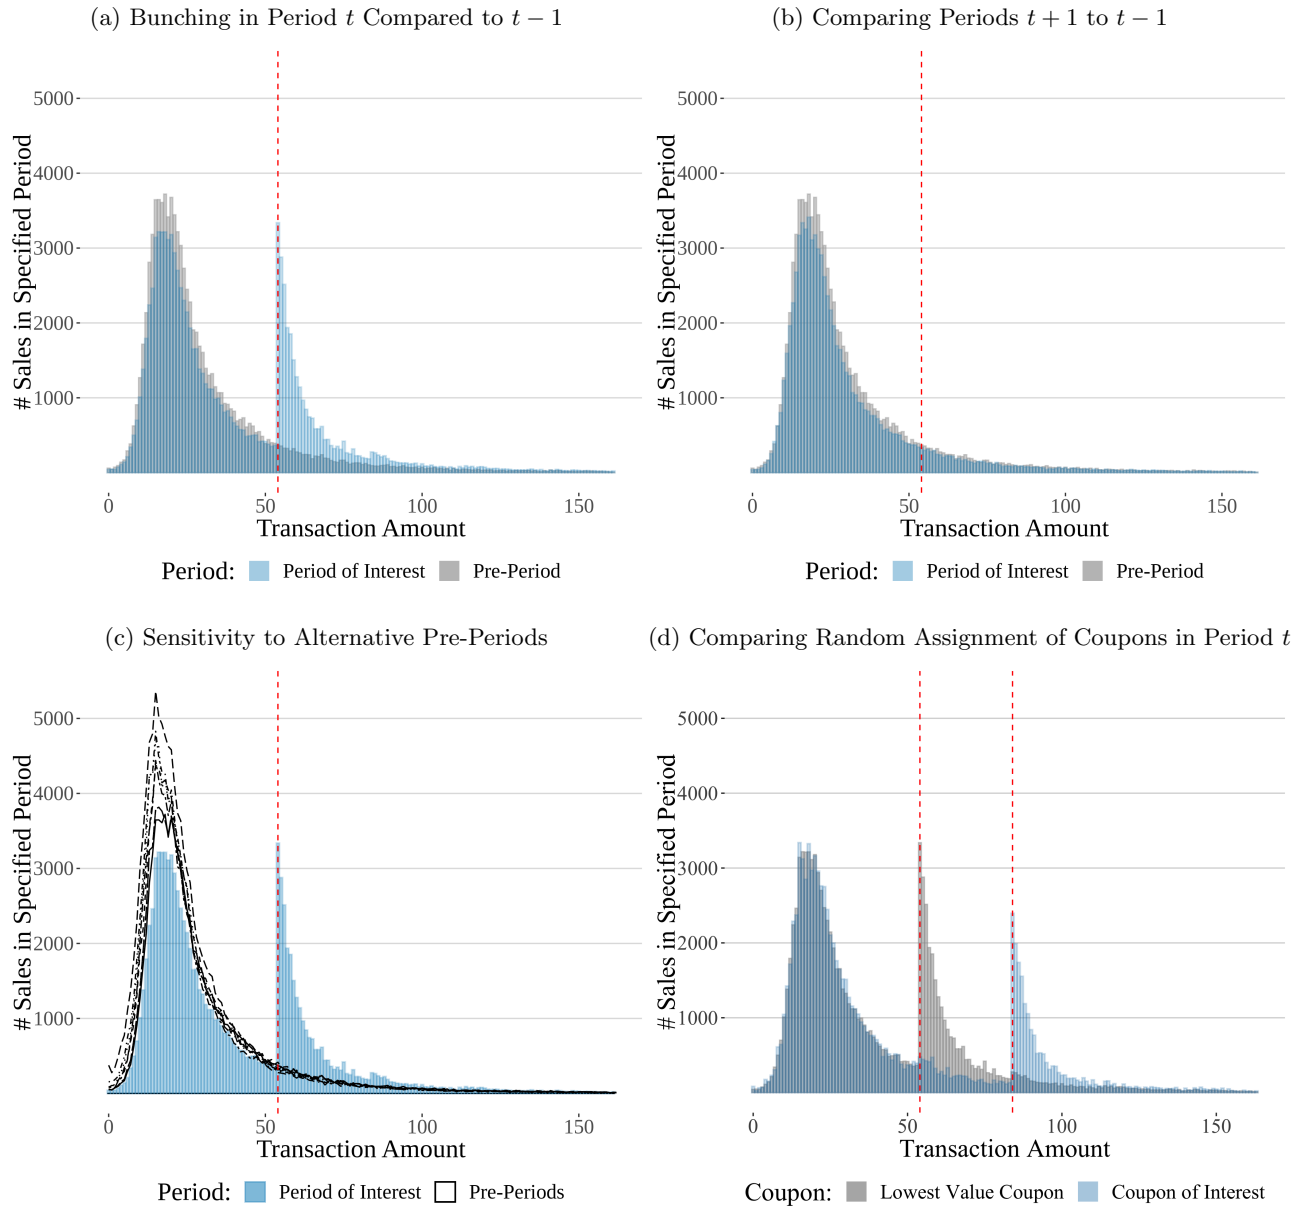 (a) Bunching in Period t Compared to t − 1
# Sales in Specified Period
5000
4000
3000
2000
1000
0 50 100 150
Transaction Amount
Period: Period of Interest Pre-Period
(b) Comparing Periods t + 1 to t − 1
# Sales in Specified Period
5000
4000
3000
2000
1000
0 50 100 150
Transaction Amount
Period: Period of Interest Pre-Period
(c) Sensitivity to Alternative Pre-Periods
# Sales in Specified Period
5000
4000
3000
2000
1000
0 50 100 150
Transaction Amount
Period: Period of Interest Pre-Periods
(d) Comparing Random Assignment of Coupons in Period t
# Sales in Specified Period
5000
4000
3000
2000
1000
0 50 100 150
Transaction Amount
Coupon: Lowest Value Coupon Coupon of Interest